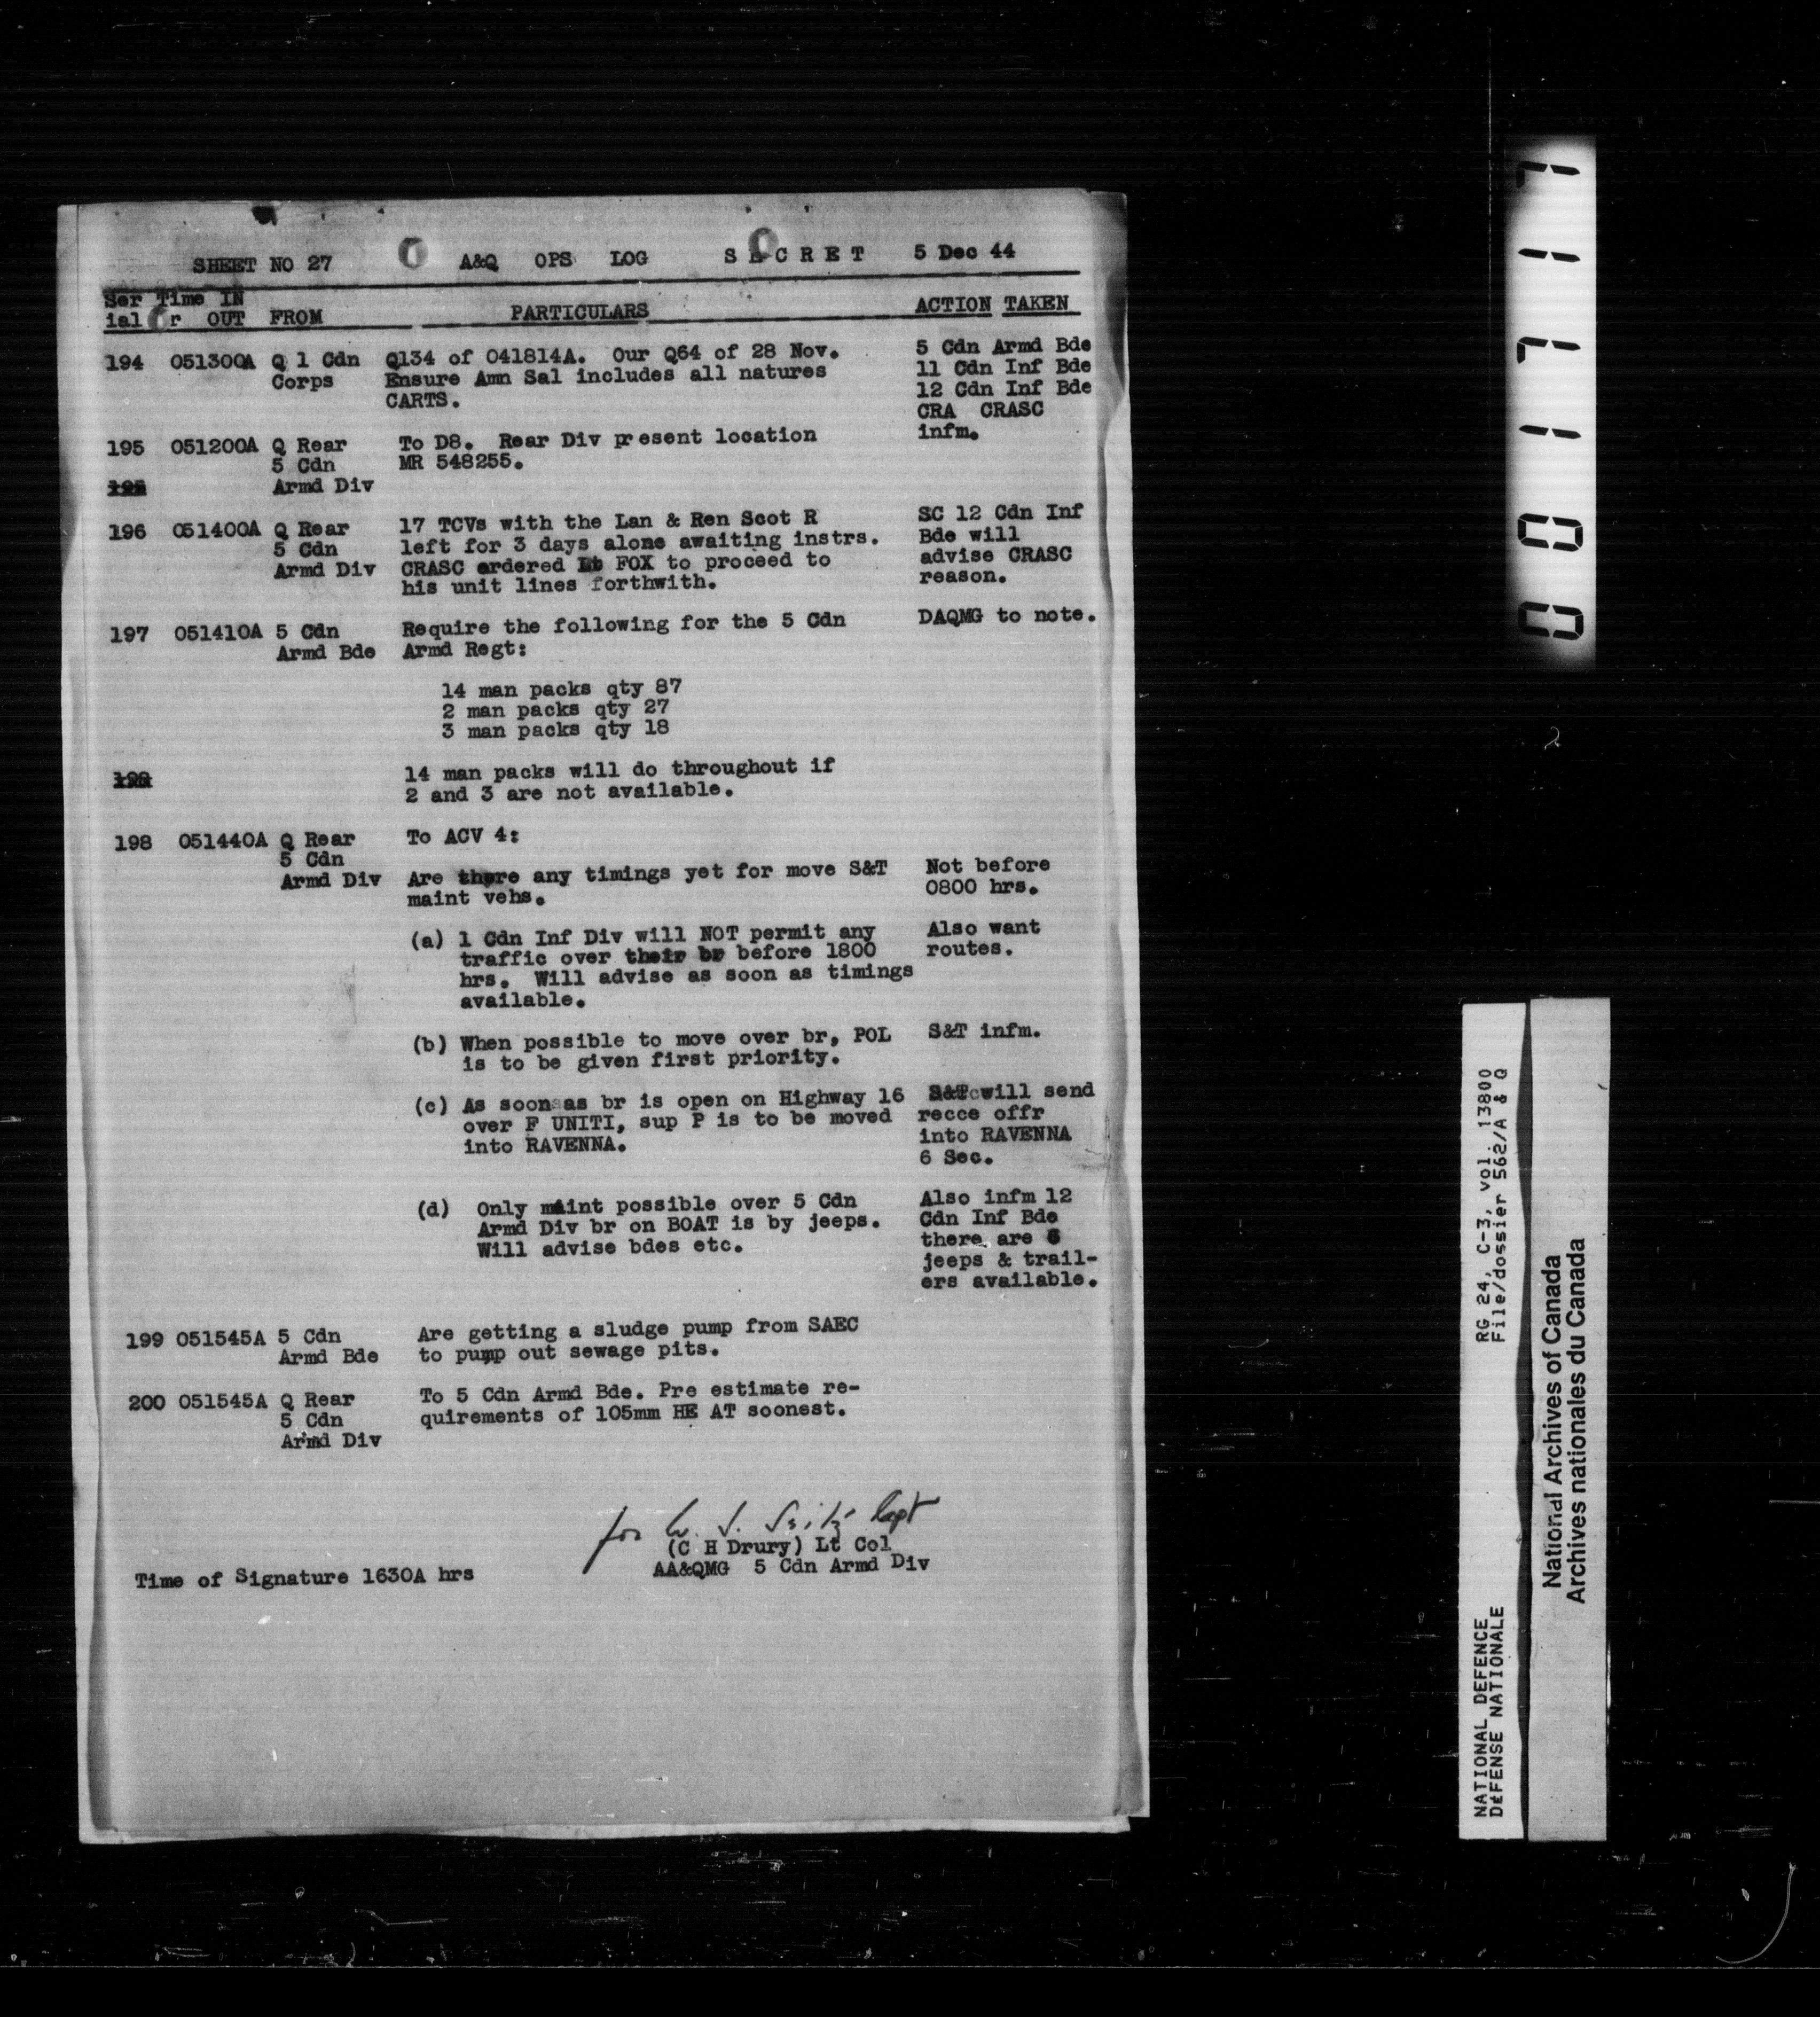 SHEET NO 27 A&Q OPS LOG SECRET 5 Dec 44
Ser Time IN
ial or OUT FROM PARTICULARS ACTION TAKEN
194 051300A Q 1 Cdn Corps
Q134 of 041814A. Our Q64 of 28 Nov.
Ensure Amn Sal includes all natures
CARTS.
5 Cdn Armd Bde
11 Cdn Inf Bde
12 Cdn Inf Bde
CRA CRASC
infm.
195 051200A Q Rear
5 Cdn
Armd Div
To D8. Rear Div present location
MR 548255.
196 051400A Q Rear
5 Cdn
Armd Div
17 TCVs with the Lan & Ren Scot R
left for 3 days alone awaiting instrs.
CRASC ordered Lt FOX to proceed to
his unit lines forthwith.
SC 12 Cdn Inf
Bde will
advise CRASC
reason.
197 051410A 5 Cdn
Armd Bde
Require the following for the 5 Cdn
Armd Regt:
14 man packs qty 87
2 man packs qty 27
3 man packs qty 18
14 man packs will do throughout if
2 and 3 are not available.
DAQMG to note.
198 051440A Q Rear
5 Cdn
Armd Div
To ACV 4:
Are there any timings yet for move S&T
maint vehs.
Not before
0800 hrs.
(a) 1 Cdn Inf Div will NOT permit any
traffic over their br before 1800
hrs. Will advise as soon as timings
available.
Also want
routes.
(b) When possible to move over br, POL
is to be given first priority.
S&T infm.
(c) As soon as br is open on Highway 16
over F UNITI, sup P is to be moved
into RAVENNA.
S&T will send
recce offr
into RAVENNA
6 Sec.
(d) Only maint possible over 5 Cdn
Armd Div br on BOAT is by jeeps.
Will advise bdes etc.
Also infm 12
Cdn Inf Bde
there are 6
jeeps & trail-
ers available.
199 051545A 5 Cdn
Armd Bde
Are getting a sludge pump from SAEC
to pump out sewage pits.
200 051545A Q Rear
5 Cdn
Armd Div
To 5 Cdn Armd Bde. Pre estimate re-
quirements of 105mm HE AT soonest.
for W. J. Capt
(C H Drury) Lt Col
AA&QMG 5 Cdn Armd Div
Time of Signature 1630A hrs
001717
RG 24, C-3, vol. 13800
File/dossier 562/A & Q
NATIONAL DEFENCE
DÉFENSE NATIONALE
National Archives of Canada
Archives nationales du Canada